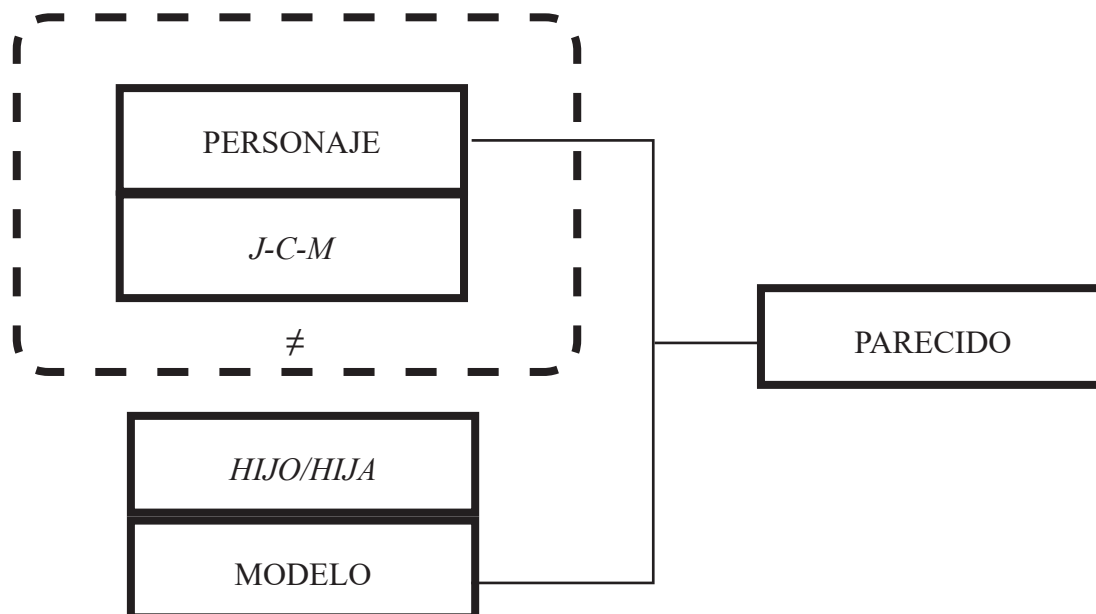 PERSONAJE
J-C-M
≠
PARECIDO
HIJO/HIJA
MODELO